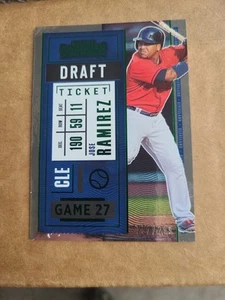 DRAFT
TICKET
SEC. ROW SEAT
190 59 11
JOSE
RAMIREZ
CLE
GAME 27